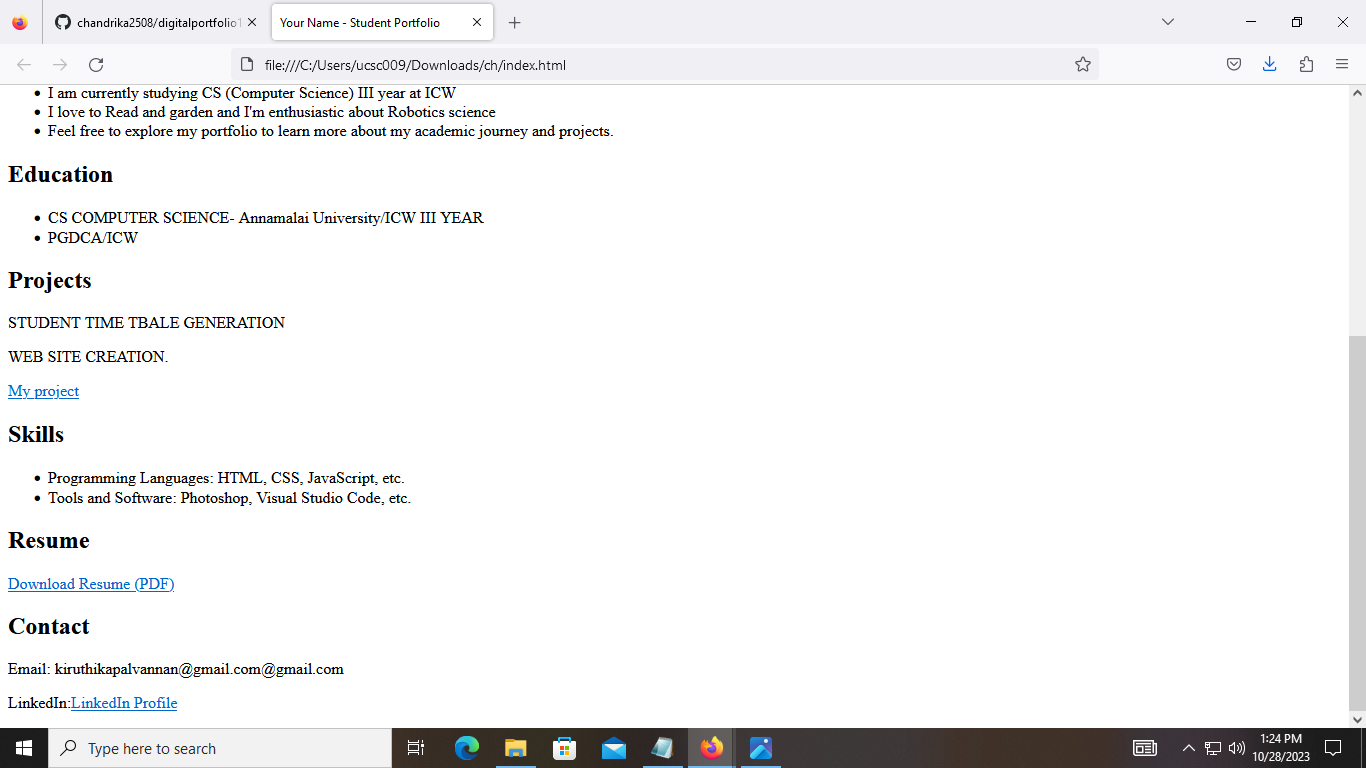 chandrika2508/digitalportfolio1
Your Name - Student Portfolio
file:///C:/Users/ucsc009/Downloads/ch/index.html
I am currently studying CS (Computer Science) III year at ICW
I love to Read and garden and I'm enthusiastic about Robotics science
Feel free to explore my portfolio to learn more about my academic journey and projects.
Education
CS COMPUTER SCIENCE- Annamalai University/ICW III YEAR
PGDCA/ICW
Projects
STUDENT TIME TBALE GENERATION
WEB SITE CREATION.
My project
Skills
Programming Languages: HTML, CSS, JavaScript, etc.
Tools and Software: Photoshop, Visual Studio Code, etc.
Resume
Download Resume (PDF)
Contact
Email: kiruthikapalvannan@gmail.com@gmail.com
LinkedIn:LinkedIn Profile
Type here to search
1:24 PM
10/28/2023